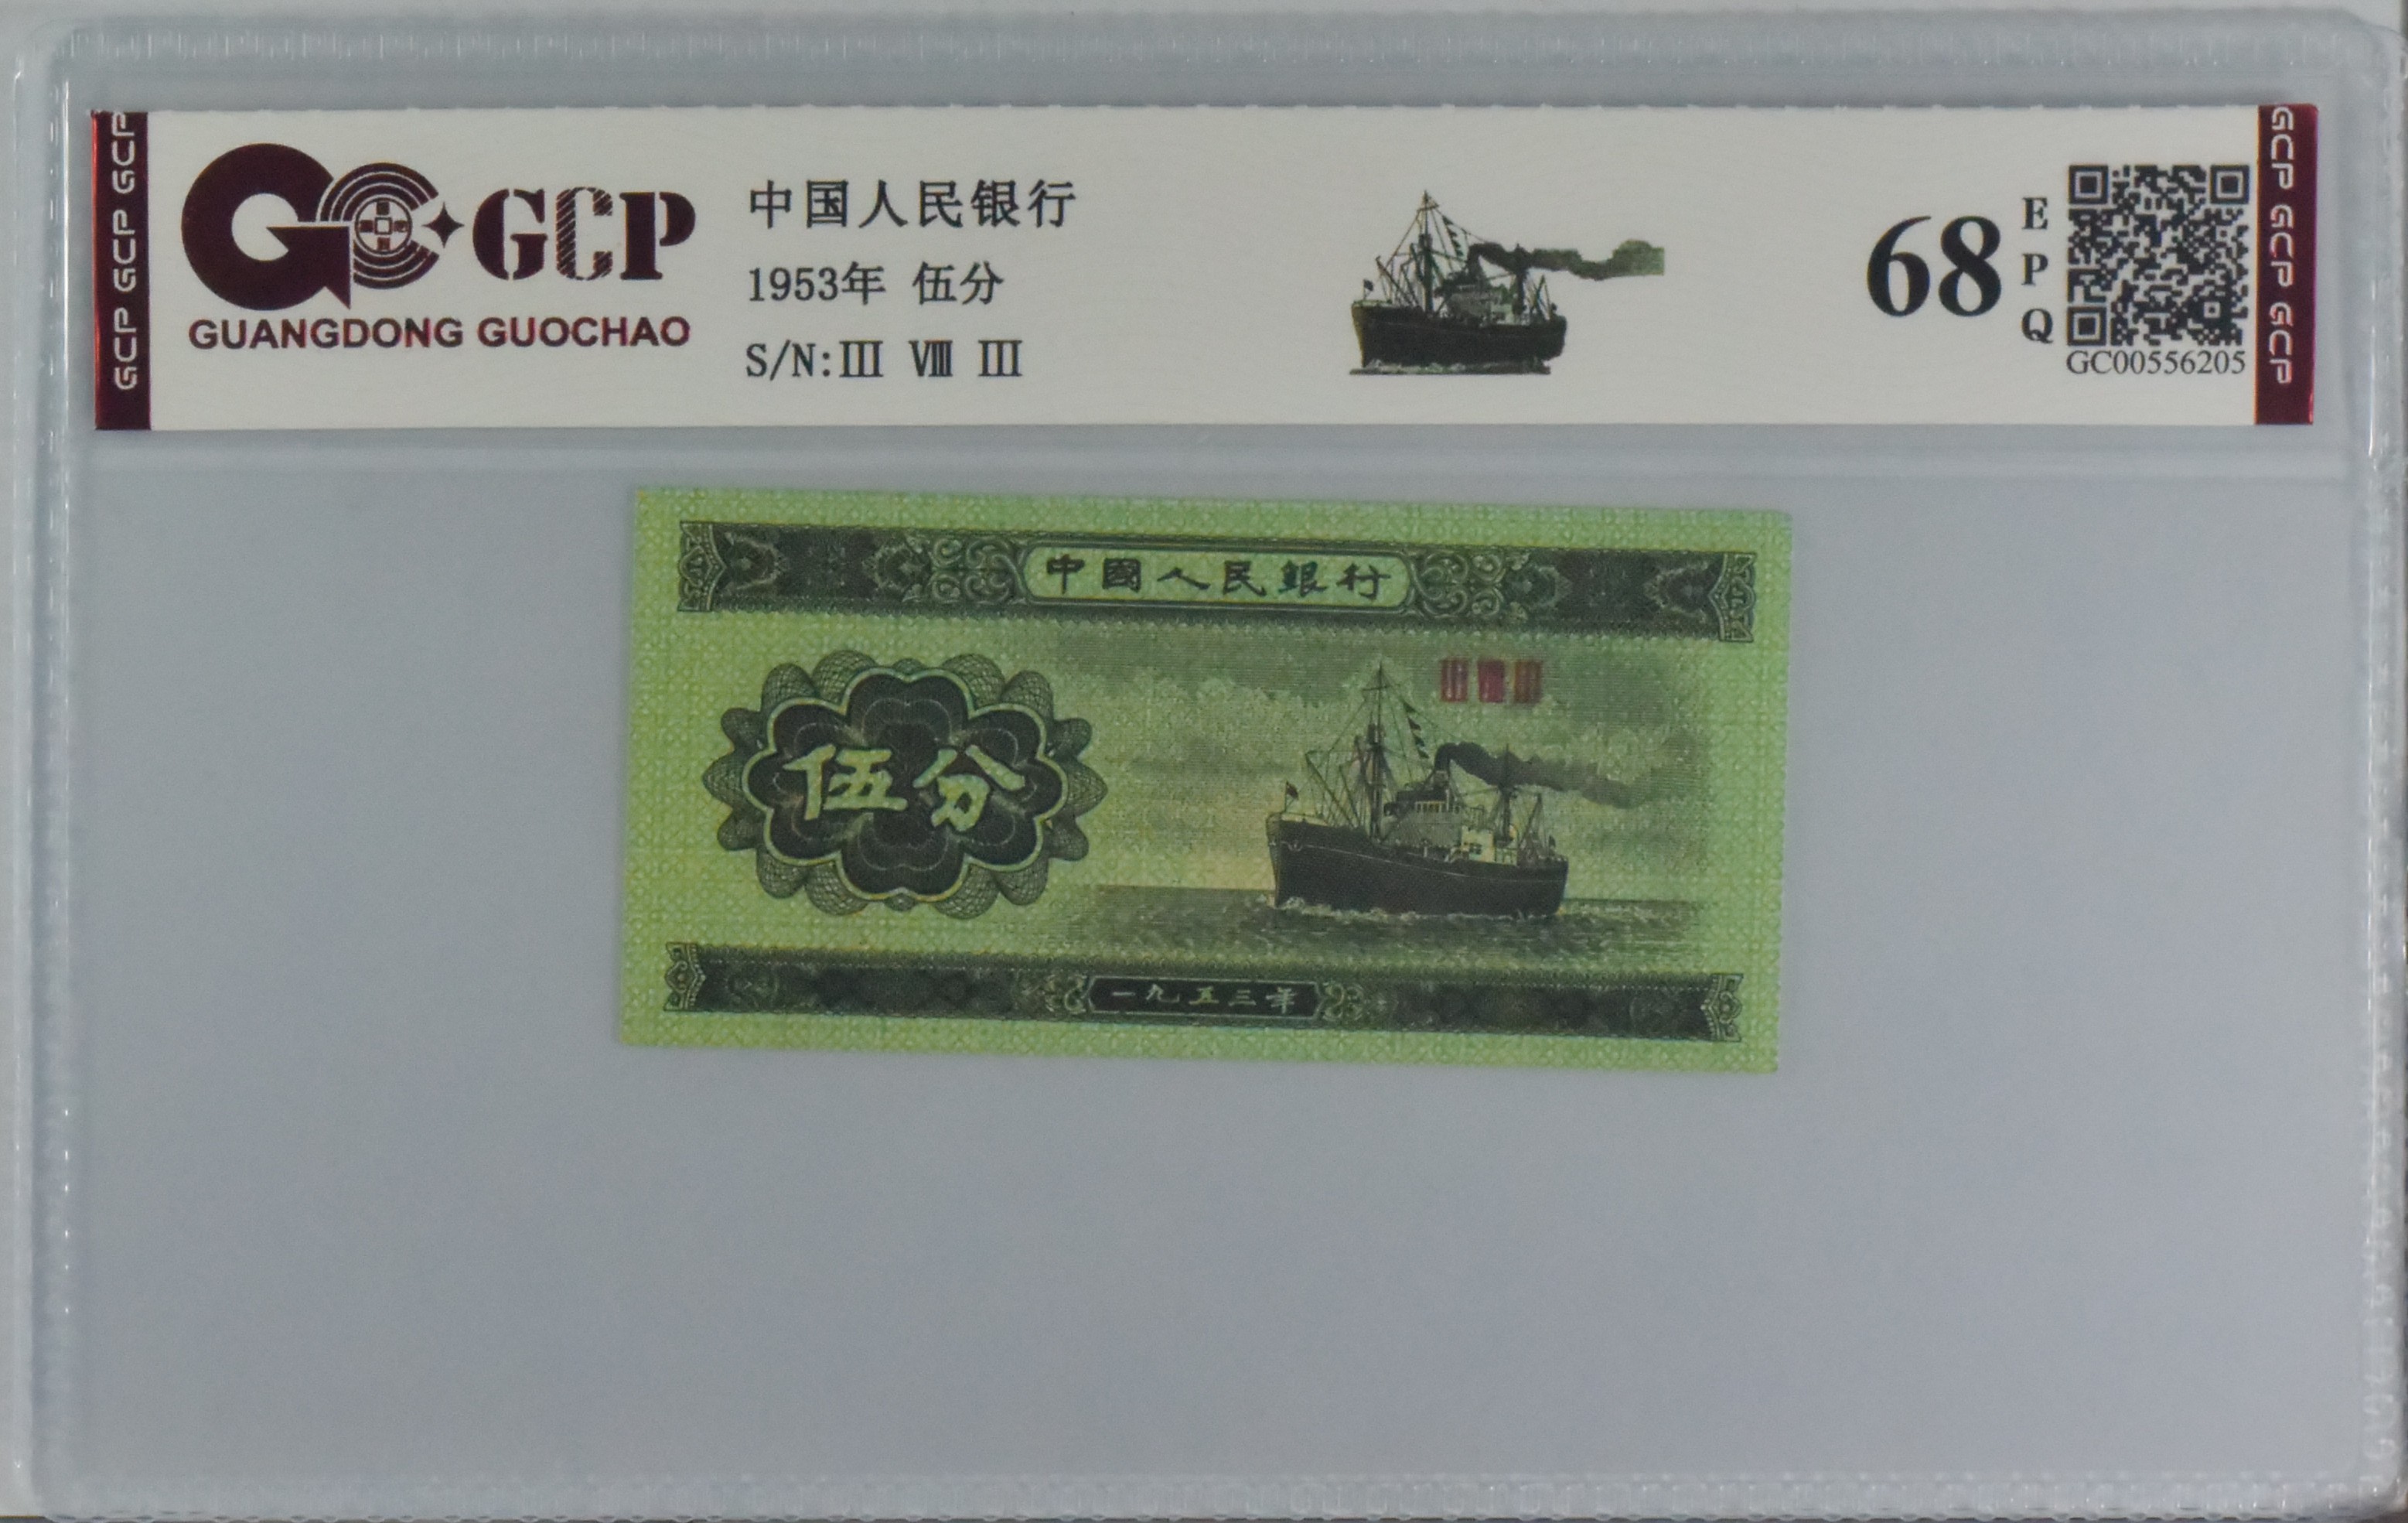 GCP GCP GCP
GCP
GUANGDONG GUOCHAO
中国人民银行
1953年 伍分
S/N:Ⅲ Ⅷ Ⅲ
68
EPQ
GC00556205
GCP GCP GCP
中國人民銀行
Ⅲ Ⅷ Ⅲ
伍分
一九五三年